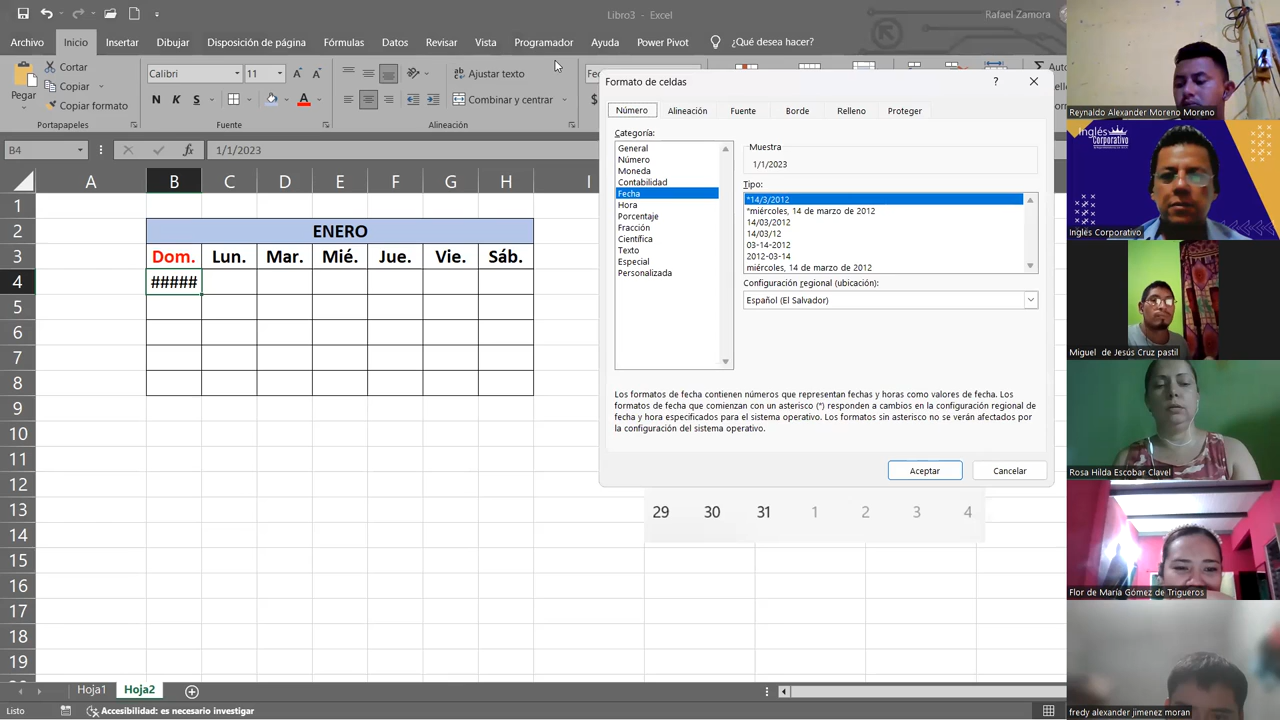 Libro3 - Excel
Rafael Zamora
Archivo Inicio Insertar Dibujar Disposición de página Fórmulas Datos Revisar Vista Programador Ayuda Power Pivot ¿Qué desea hacer?
Pegar
Cortar
Copiar
Copiar formato
Portapapeles
Calibri 11
N K S
Fuente
Ajustar texto
Combinar y centrar
Alineación
B4
fx 1/1/2023
A B C D E F G H I
1
2 ENERO
3 Dom. Lun. Mar. Mié. Jue. Vie. Sáb.
4 #####
5
6
7
8
9
10
11
12
13
14
15
16
17
18
19
Formato de celdas
Número Alineación Fuente Borde Relleno Proteger
Categoría:
General
Número
Moneda
Contabilidad
Fecha
Hora
Porcentaje
Fracción
Científica
Texto
Especial
Personalizada
Muestra
1/1/2023
Tipo:
*14/3/2012
*miércoles, 14 de marzo de 2012
14/03/2012
14/03/12
03-14-2012
2012-03-14
miércoles, 14 de marzo de 2012
Configuración regional (ubicación):
Español (El Salvador)
Los formatos de fecha contienen números que representan fechas y horas como valores de fecha. Los
formatos de fecha que comienzan con un asterisco (*) responden a cambios en la configuración regional de
fecha y hora especificados para el sistema operativo. Los formatos sin asterisco no se verán afectados por
la configuración del sistema operativo.
Aceptar Cancelar
29 30 31 1 2 3 4
Hoja1 Hoja2
Listo
Accesibilidad: es necesario investigar
Reynaldo Alexander Moreno Moreno
Inglés
Corporativo
Inglés Corporativo
Miguel de Jesús Cruz pastil
Rosa Hilda Escobar Clavel
Flor de María Gómez de Trigueros
fredy alexander jimenez moran